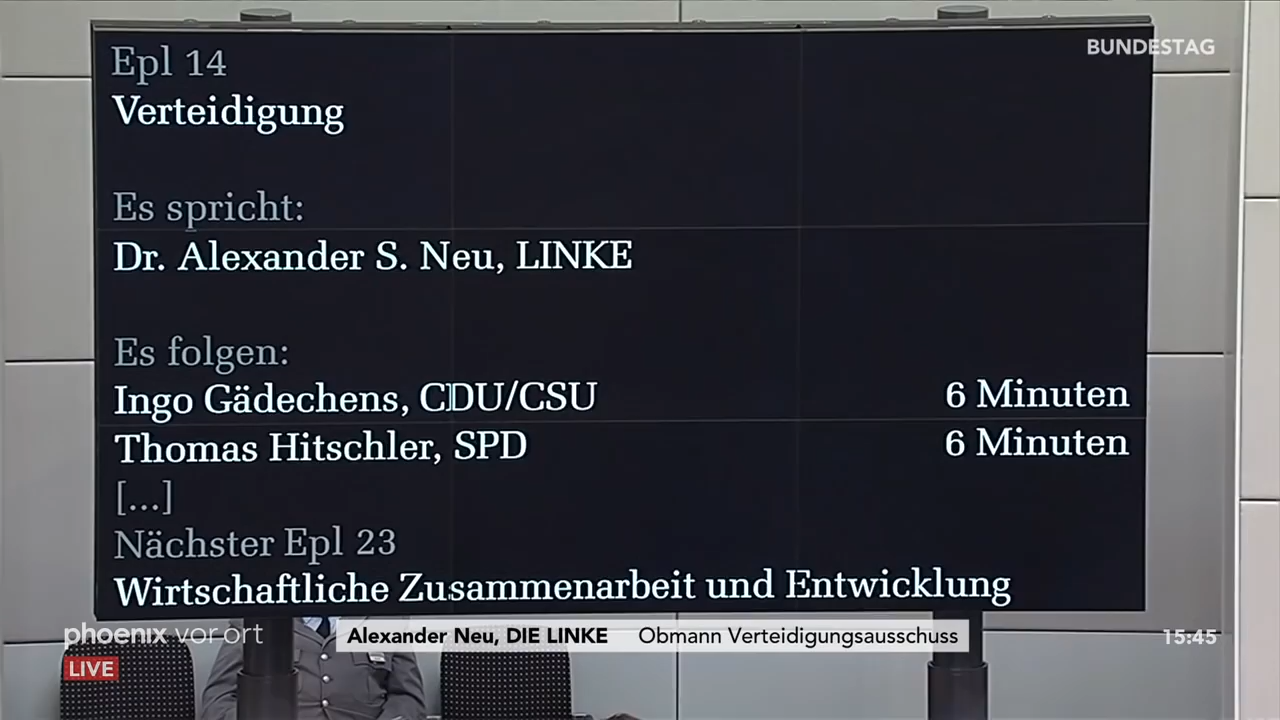 BUNDESTAG
Epl 14
Verteidigung
Es spricht:
Dr. Alexander S. Neu, LINKE
Es folgen:
Ingo Gädechens, CDU/CSU 6 Minuten
Thomas Hitschler, SPD 6 Minuten
[...]
Nächster Epl 23
Wirtschaftliche Zusammenarbeit und Entwicklung
phoenix vor ort
Alexander Neu, DIE LINKE Obmann Verteidigungsausschuss
15:45
LIVE